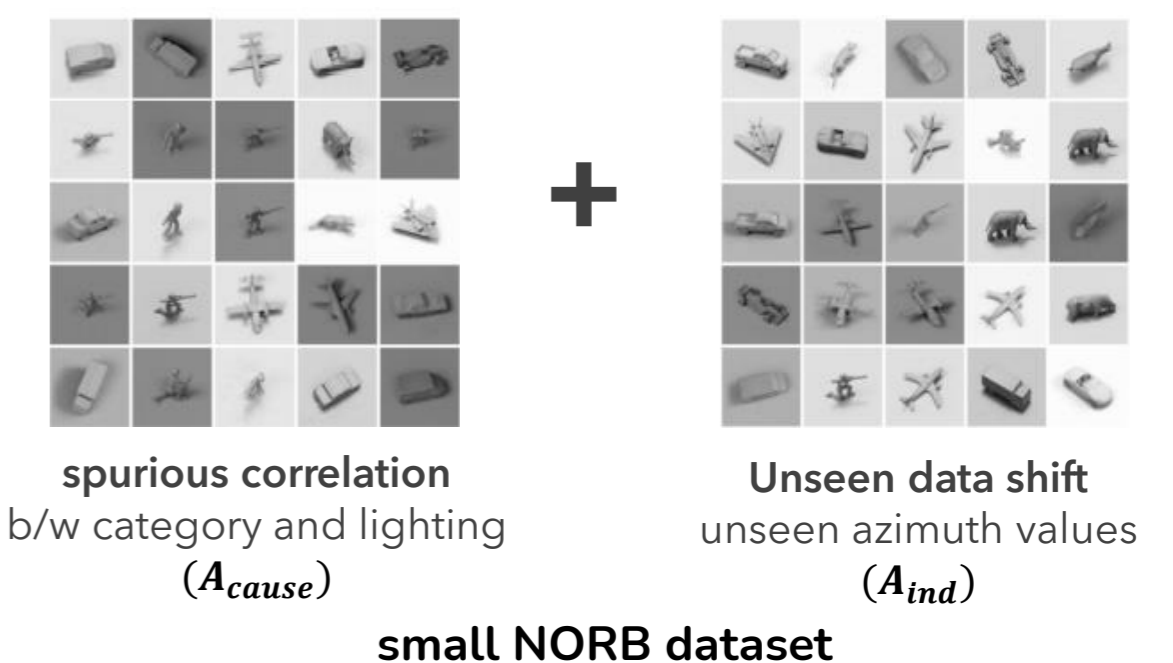 +
spurious correlation
b/w category and lighting
(A_cause)
Unseen data shift
unseen azimuth values
(A_ind)
small NORB dataset